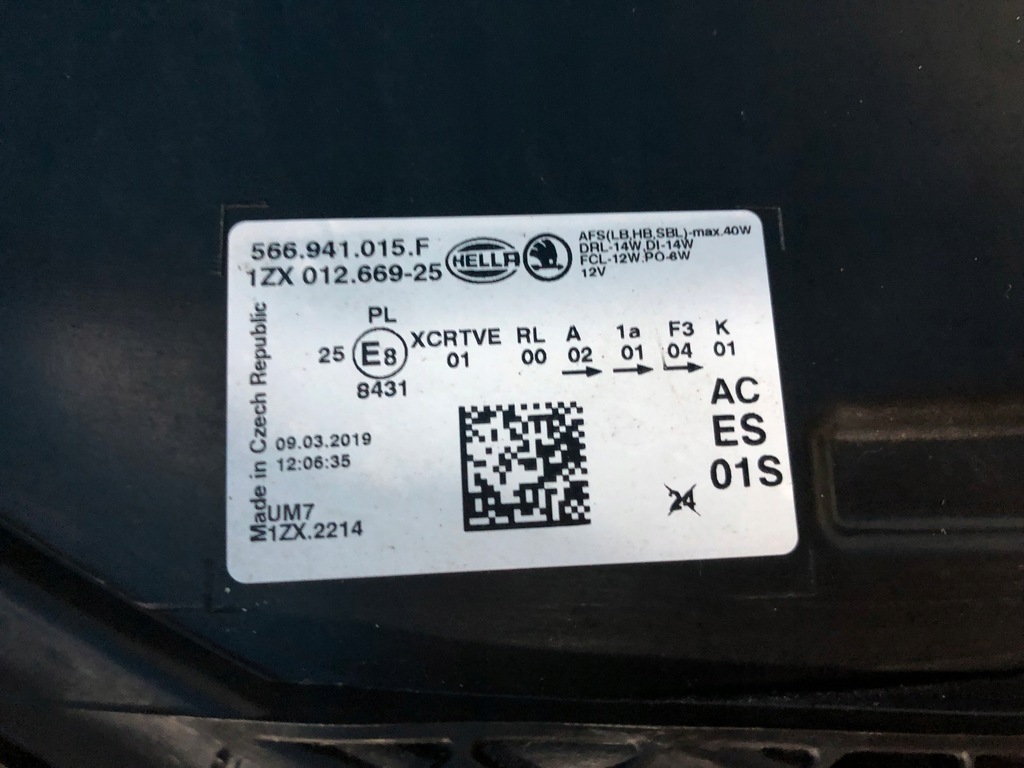 566.941.015.F
1ZX 012.669-25
HELLA
AFS(LB,HB,SBL)-max.40W
DRL-14W,DI-14W
FCL-12W,PO-6W
12V
PL
25 E8
8431
XCRTVE RL A 1a F3 K
01 00 02 01 04 01
AC
ES
01S
Made in Czech Republic
09.03.2019
12:06:35
24
UM7
1ZX.2214